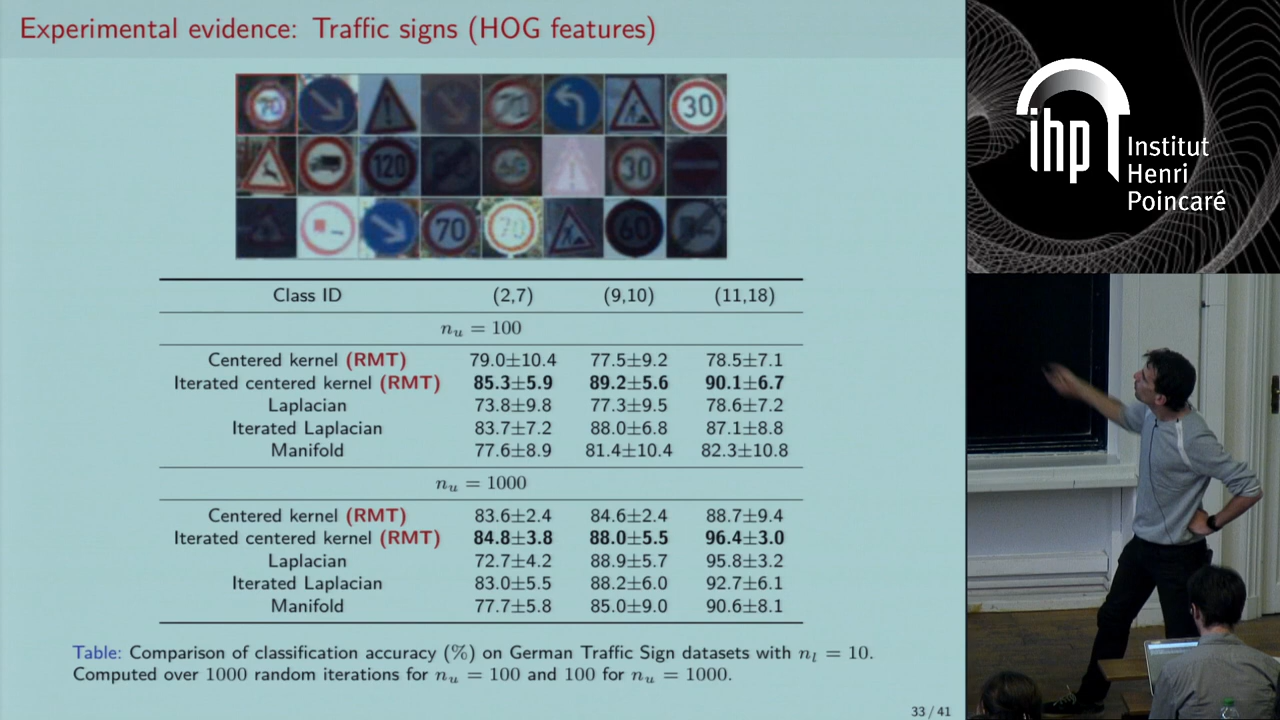 Experimental evidence: Traffic signs (HOG features)
70
70
30
120
60
30
70
70
60
Class ID (2,7) (9,10) (11,18)
nu = 100
Centered kernel (RMT) 79.0±10.4 77.5±9.2 78.5±7.1
Iterated centered kernel (RMT) 85.3±5.9 89.2±5.6 90.1±6.7
Laplacian 73.8±9.8 77.3±9.5 78.6±7.2
Iterated Laplacian 83.7±7.2 88.0±6.8 87.1±8.8
Manifold 77.6±8.9 81.4±10.4 82.3±10.8
nu = 1000
Centered kernel (RMT) 83.6±2.4 84.6±2.4 88.7±9.4
Iterated centered kernel (RMT) 84.8±3.8 88.0±5.5 96.4±3.0
Laplacian 72.7±4.2 88.9±5.7 95.8±3.2
Iterated Laplacian 83.0±5.5 88.2±6.0 92.7±6.1
Manifold 77.7±5.8 85.0±9.0 90.6±8.1
Table: Comparison of classification accuracy (%) on German Traffic Sign datasets with nl = 10.
Computed over 1000 random iterations for nu = 100 and 100 for nu = 1000.
33 / 41
ihp
Institut
Henri
Poincaré